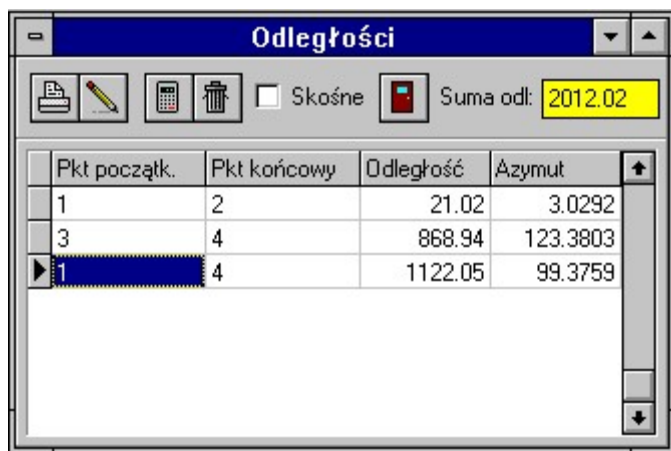 Odległości
Skośne Suma odl: 2012.02
Pkt początk. Pkt końcowy Odległość Azymut
1 2 21.02 3.0292
3 4 868.94 123.3803
1 4 1122.05 99.3759